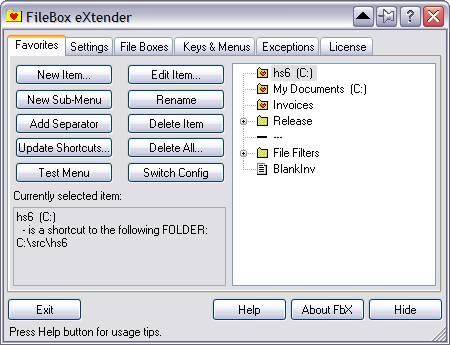 FileBox eXtender
Favorites Settings File Boxes Keys & Menus Exceptions License
New Item... Edit Item...
New Sub-Menu Rename
Add Separator Delete Item
Update Shortcuts... Delete All...
Test Menu Switch Config
Currently selected item:
hs6 (C:)
- is a shortcut to the following FOLDER:
C:\src\hs6
hs6 (C:)
My Documents (C:)
Invoices
Release
---
File Filters
BlankInv
Exit Help About FbX Hide
Press Help button for usage tips.